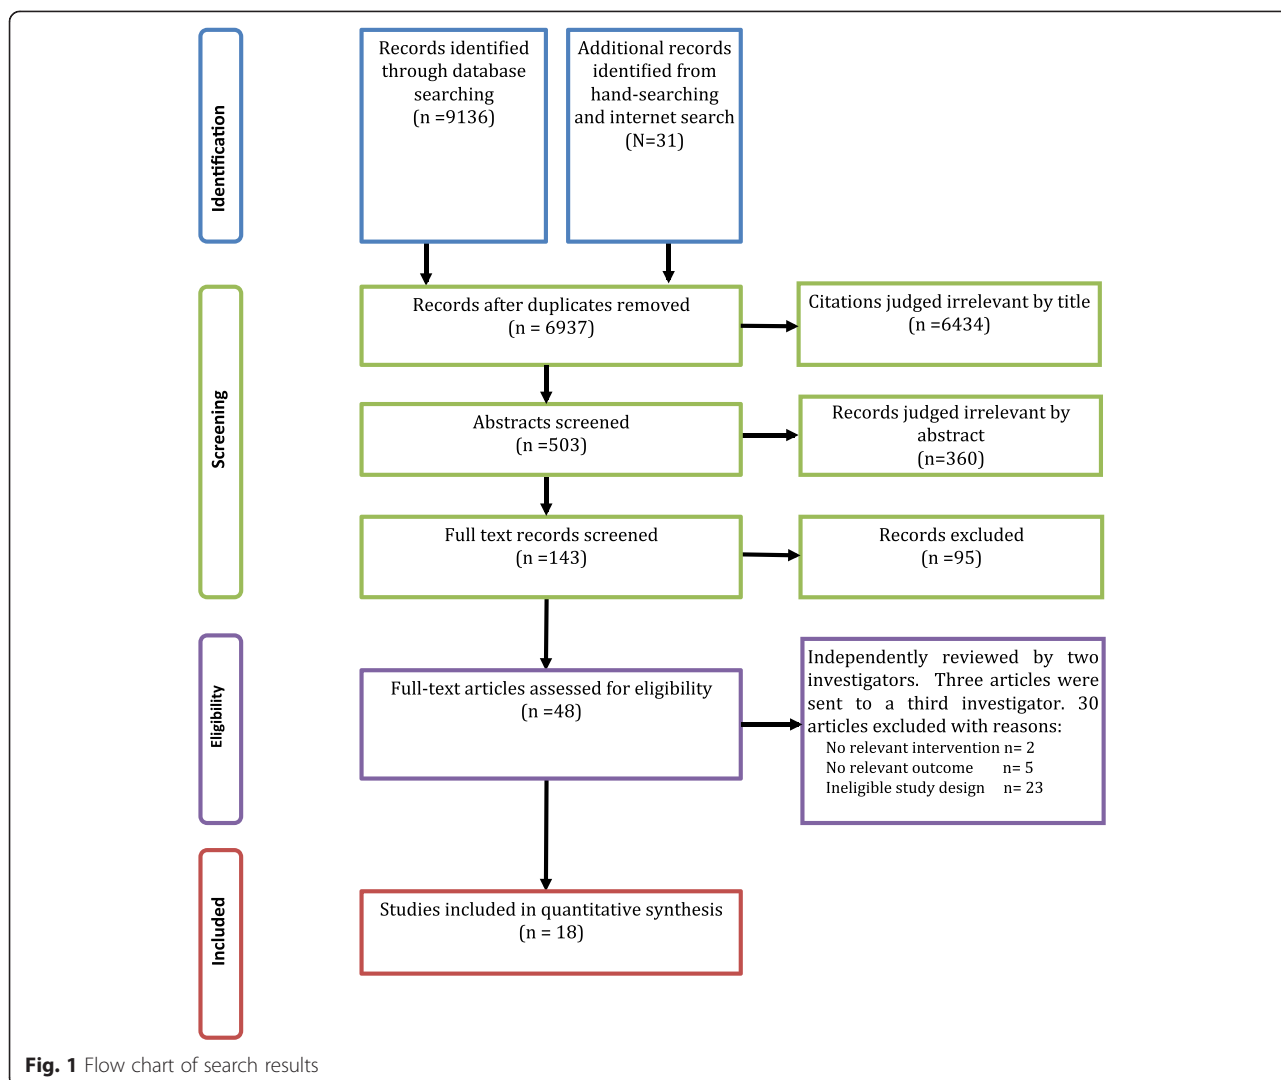 Identification
Records identified
through database
searching
(n =9136)
Additional records
identified from
hand-searching
and internet search
(N=31)
Screening
Records after duplicates removed
(n = 6937)
Citations judged irrelevant by title
(n =6434)
Abstracts screened
(n =503)
Records judged irrelevant by
abstract
(n=360)
Full text records screened
(n =143)
Records excluded
(n =95)
Eligibility
Full-text articles assessed for eligibility
(n =48)
Independently reviewed by two
investigators. Three articles were
sent to a third investigator. 30
articles excluded with reasons:
No relevant intervention n= 2
No relevant outcome n= 5
Ineligible study design n= 23
Included
Studies included in quantitative synthesis
(n = 18)
Fig. 1 Flow chart of search results